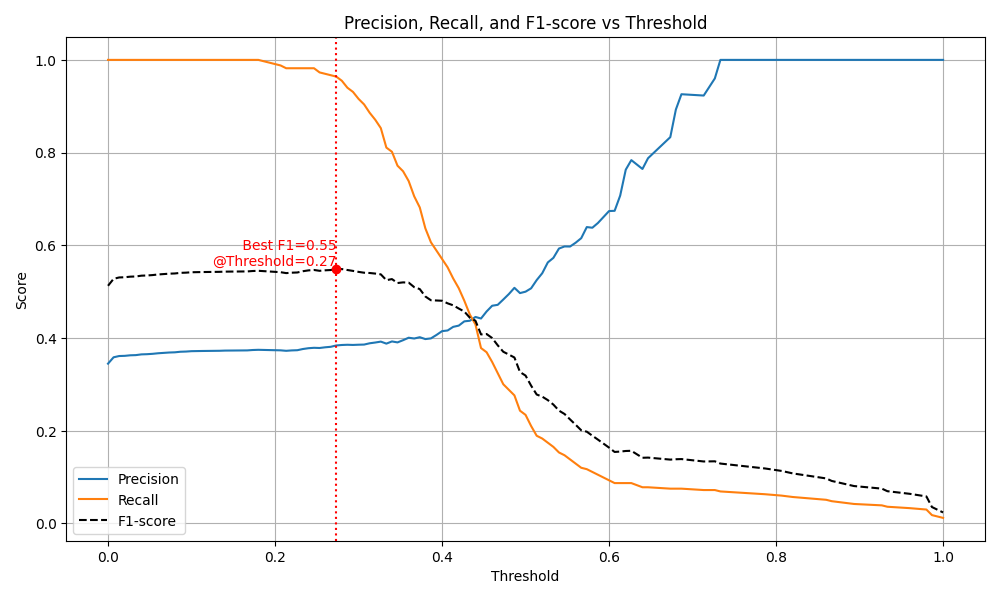 Precision, Recall, and F1-score vs Threshold
Score
1.0
0.8
0.6
0.4
0.2
0.0
Best F1=0.55
@Threshold=0.27
Precision
Recall
F1-score
0.0 0.2 0.4 0.6 0.8 1.0
Threshold